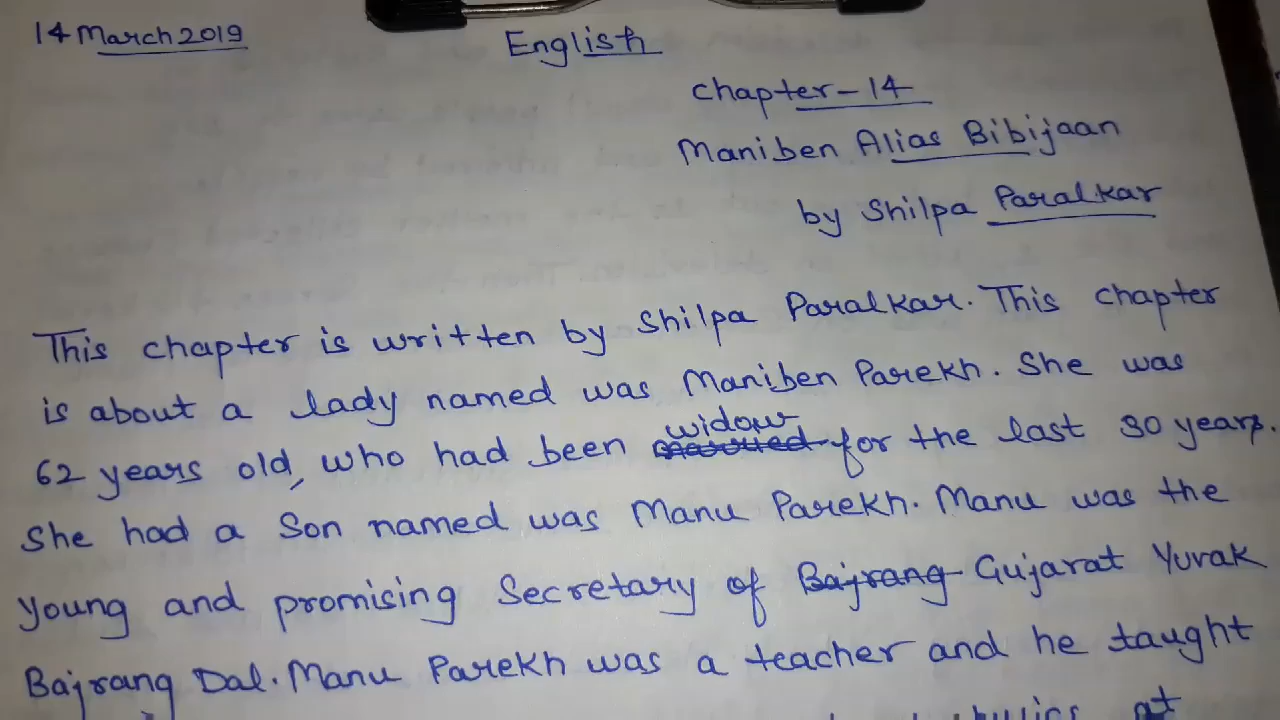 14 March 2019
English
Chapter-14
Maniben Alias Bibijaan
by Shilpa Paralkar
This chapter is written by Shilpa Paralkar. This chapter
is about a lady named was Maniben Parekh. She was
62 years old, who had been widow for the last 30 years.
She had a Son named was Manu Parekh. Manu was the
young and promising Secretary of Bajrang Gujarat Yuvak
Bajrang Dal. Manu Parekh was a teacher and he taught
at